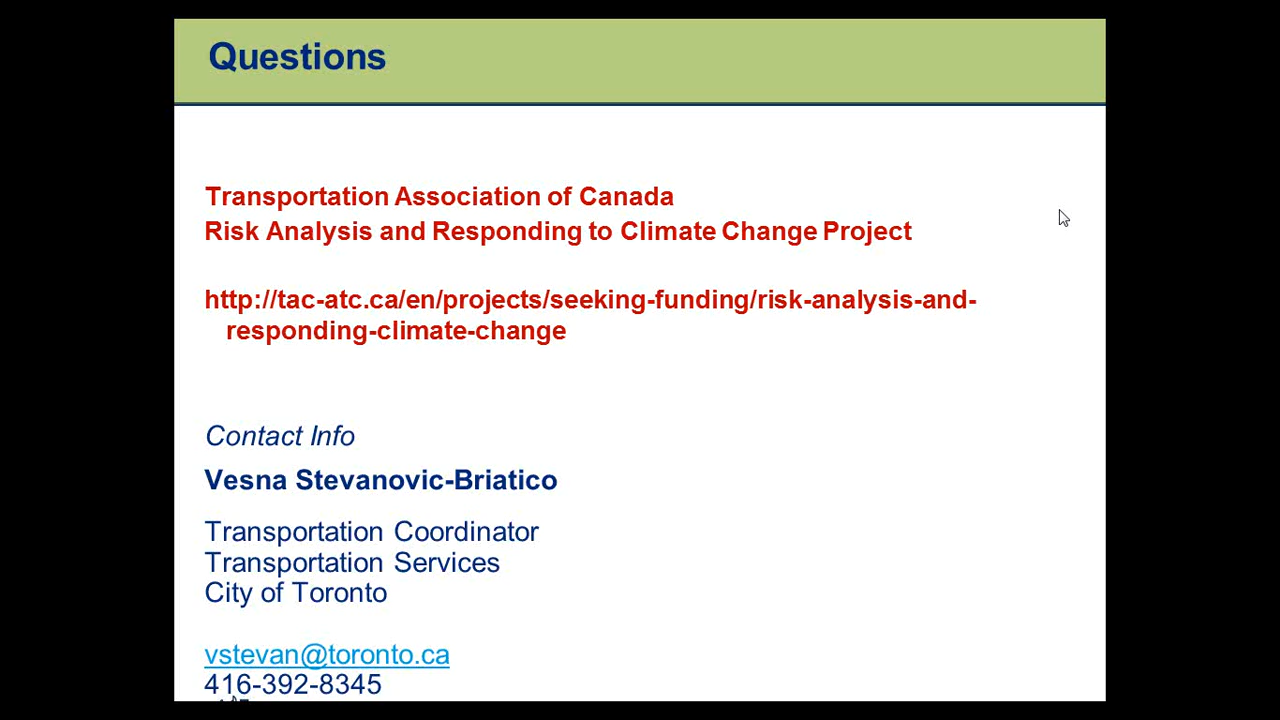 Questions
Transportation Association of Canada
Risk Analysis and Responding to Climate Change Project
http://tac-atc.ca/en/projects/seeking-funding/risk-analysis-and-
responding-climate-change
Contact Info
Vesna Stevanovic-Briatico
Transportation Coordinator
Transportation Services
City of Toronto
vstevan@toronto.ca
416-392-8345